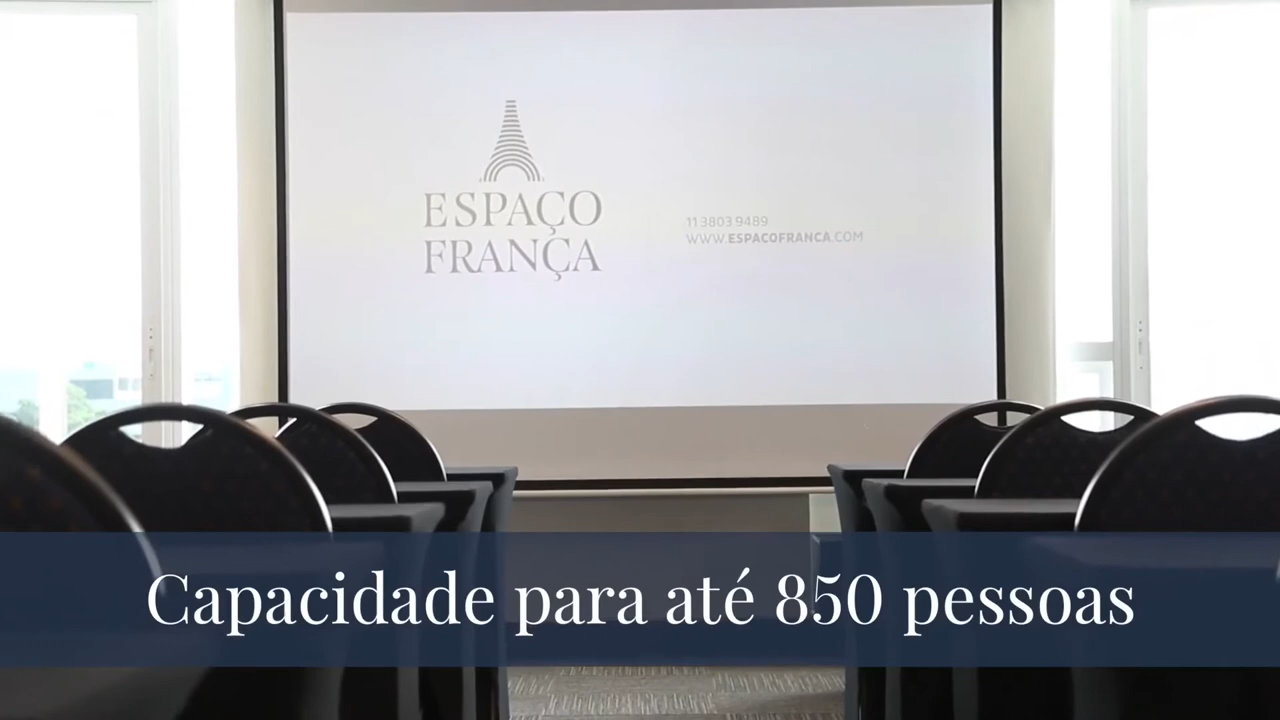 ESPAÇO
FRANÇA
11 3803 9489
WWW.ESPACOFRANCA.COM
Capacidade para até 850 pessoas